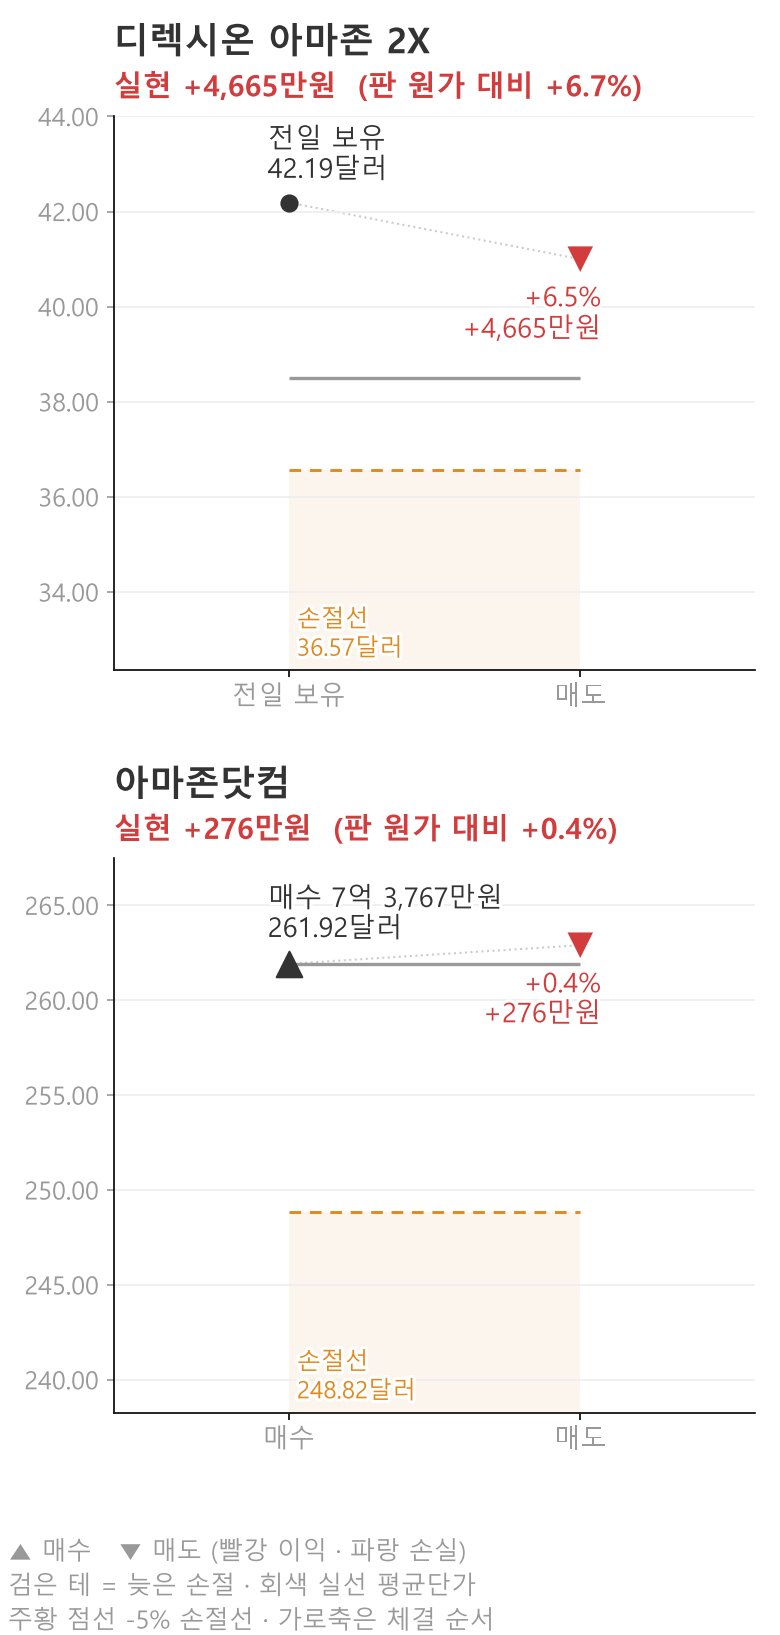 디렉시온 아마존 2X
실현 +4,665만원 (판 원가 대비 +6.7%)
44.00
전일 보유
42.19달러
42.00
+6.5%
40.00
+4,665만원
38.00
36.00
34.00
손절선
36.57달러
전일 보유 매도
아마존닷컴
실현 +276만원 (판 원가 대비 +0.4%)
매수 7억 3,767만원
265.00
261.92달러
+0.4%
260.00
+276만원
255.00
250.00
245.00
손절선
240.00
248.82달러
매수 매도
▲ 매수 ▼ 매도 (빨강 이익 · 파랑 손실)
검은 테 = 늦은 손절 · 회색 실선 평균단가
주황 점선 -5% 손절선 · 가로축은 체결 순서